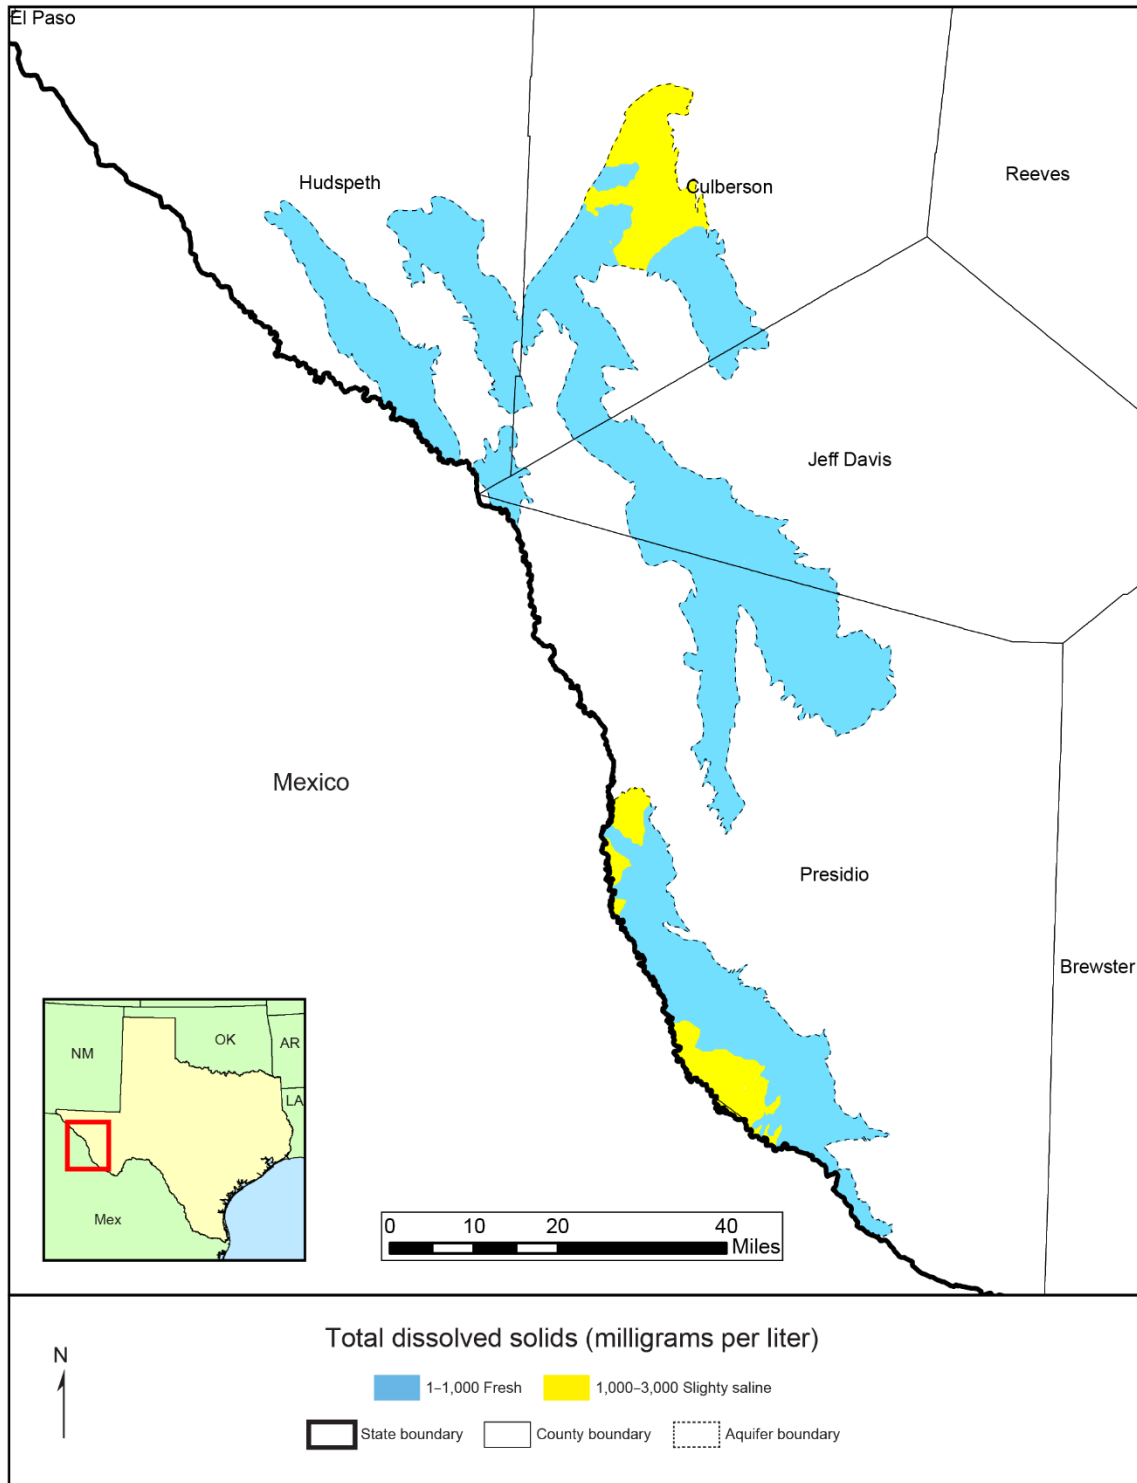 El Paso
Hudspeth
Culberson
Reeves
Jeff Davis
Mexico
Presidio
Brewster
NM
OK
AR
LA
Mex
0 10 20 40
Miles
Total dissolved solids (milligrams per liter)
N
1–1,000 Fresh
1,000–3,000 Slighty saline
State boundary
County boundary
Aquifer boundary